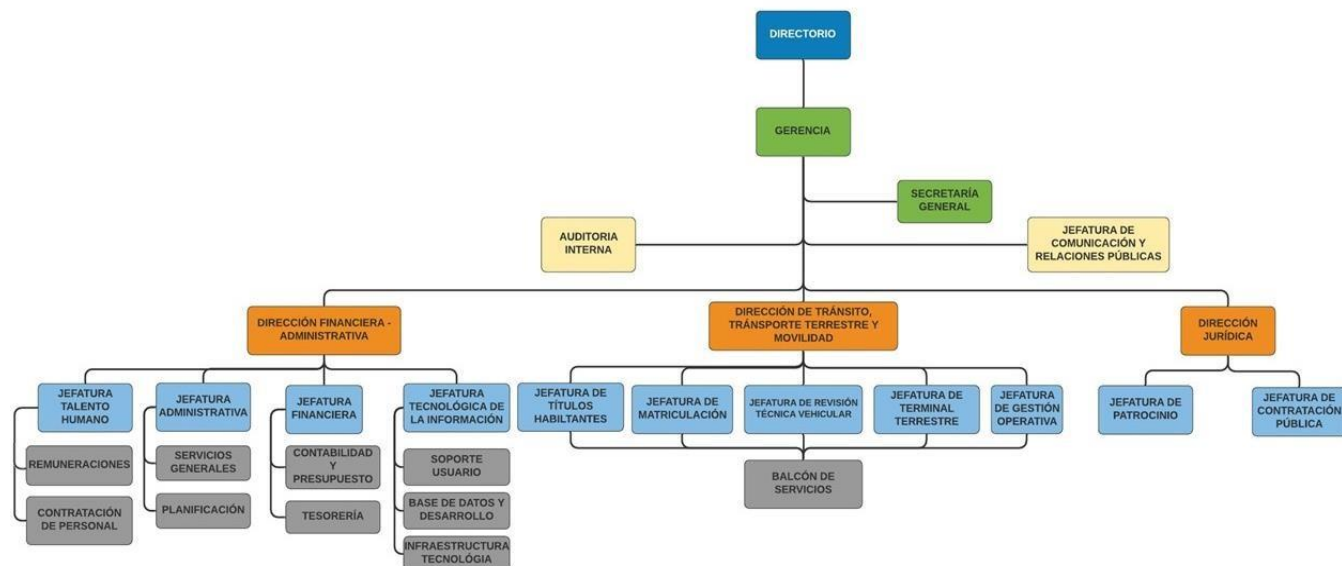 DIRECTORIO
GERENCIA
SECRETARÍA
GENERAL
AUDITORIA
INTERNA
JEFATURA DE
COMUNICACIÓN Y
RELACIONES PÚBLICAS
DIRECCIÓN FINANCIERA -
ADMINISTRATIVA
DIRECCIÓN DE TRÁNSITO,
TRÁNSPORTE TERRESTRE Y
MOVILIDAD
DIRECCIÓN
JURÍDICA
JEFATURA
TALENTO
HUMANO
JEFATURA
ADMINISTRATIVA
JEFATURA
FINANCIERA
JEFATURA
TECNOLÓGICA DE
LA INFORMACIÓN
JEFATURA DE
TÍTULOS
HABILTANTES
JEFATURA DE
MATRICULACIÓN
JEFATURA DE REVISIÓN
TÉCNICA VEHICULAR
JEFATURA DE
TERMINAL
TERRESTRE
JEFATURA
DE GESTIÓN
OPERATIVA
JEFATURA DE
PATROCINIO
JEFATURA DE
CONTRATACIÓN
PÚBLICA
REMUNERACIONES
CONTRATACIÓN
DE PERSONAL
SERVICIOS
GENERALES
PLANIFICACIÓN
CONTABILIDAD
Y
PRESUPUESTO
TESORERÍA
SOPORTE
USUARIO
BASE DE DATOS Y
DESARROLLO
INFRAESTRUCTURA
TECNOLÓGIA
BALCÓN DE
SERVICIOS